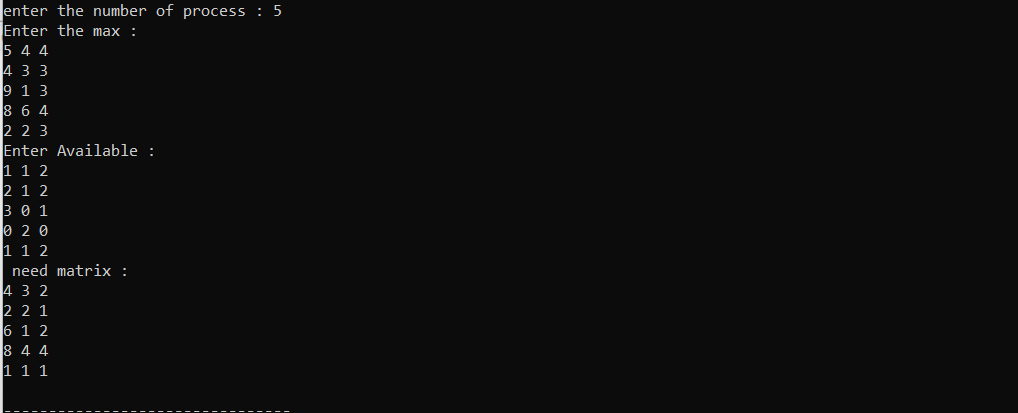 enter the number of process : 5
Enter the max :
5 4 4
4 3 3
9 1 3
8 6 4
2 2 3
Enter Available :
1 1 2
2 1 2
3 0 1
0 2 0
1 1 2
 need matrix :
4 3 2
2 2 1
6 1 2
8 4 4
1 1 1

--------------------------------